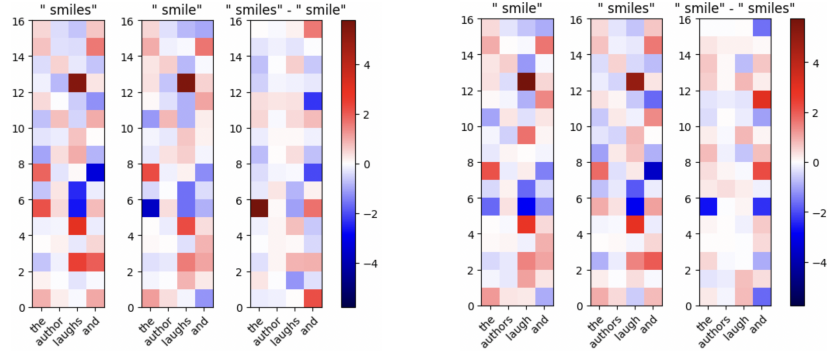 " smiles" " smile" " smiles" - " smile"
16 16 16
14 14 14
12 12 12
10 10 10
8 8 8
6 6 6
4 4 4
2 2 2
0 0 0
4
2
0
−2
−4
the author laughs and the author laughs and the author laughs and
" smile" " smiles" " smile" - " smiles"
16 16 16
14 14 14
12 12 12
10 10 10
8 8 8
6 6 6
4 4 4
2 2 2
0 0 0
4
2
0
−2
−4
the authors laugh and the authors laugh and the authors laugh and